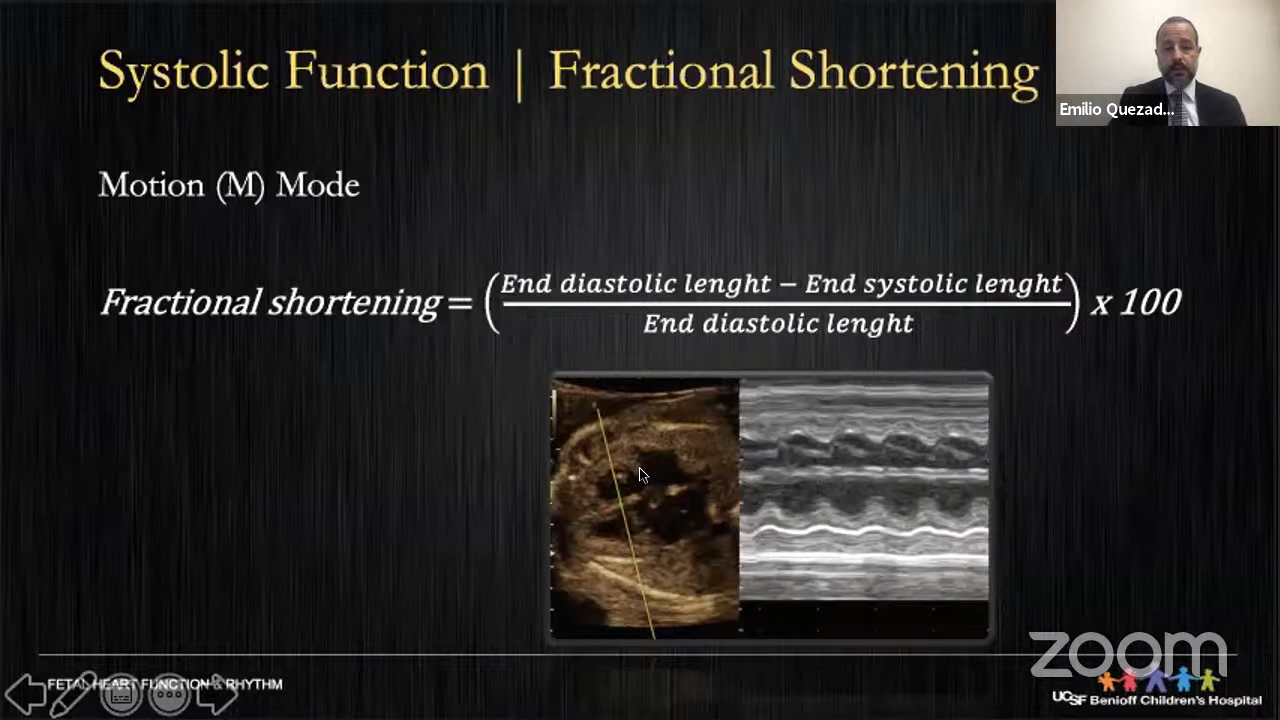 Systolic Function | Fractional Shortening
Emilio Quezad...
Motion (M) Mode
Fractional shortening = (End diastolic lenght − End systolic lenght
End diastolic lenght) x 100
zoom
FETAL HEART FUNCTION & RHYTHM
UCSF Benioff Children's Hospital